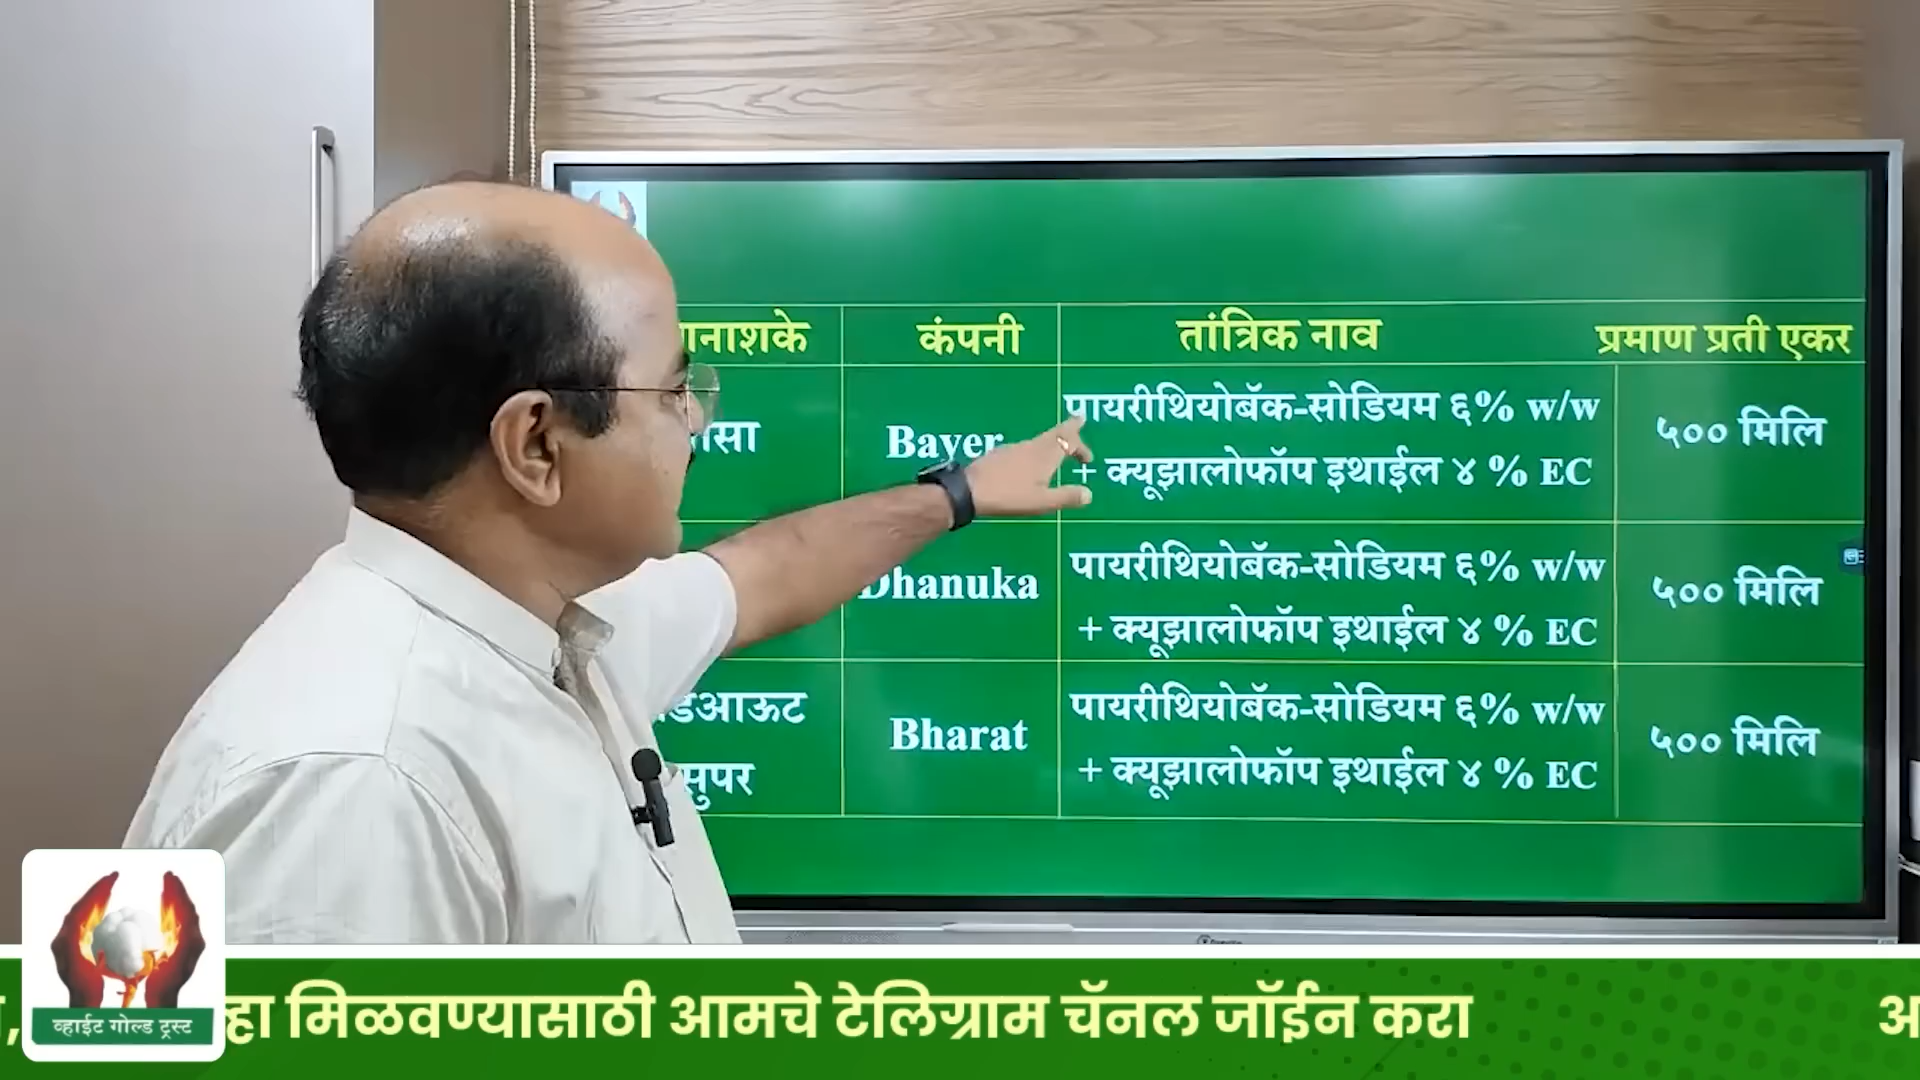 कंपनी तांत्रिक नाव प्रमाण प्रती एकर
Bayer पायरीथियोबॅक-सोडियम ६% w/w
+ क्यूझालोफॉप इथाईल ४ % EC
५०० मिलि
Dhanuka पायरीथियोबॅक-सोडियम ६% w/w
+ क्यूझालोफॉप इथाईल ४ % EC
५०० मिलि
Bharat पायरीथियोबॅक-सोडियम ६% w/w
सुपर + क्यूझालोफॉप इथाईल ४ % EC
५०० मिलि
मिळवण्यासाठी आमचे टेलिग्राम चॅनल जॉईन करा
व्हाईट गोल्ड ट्रस्ट